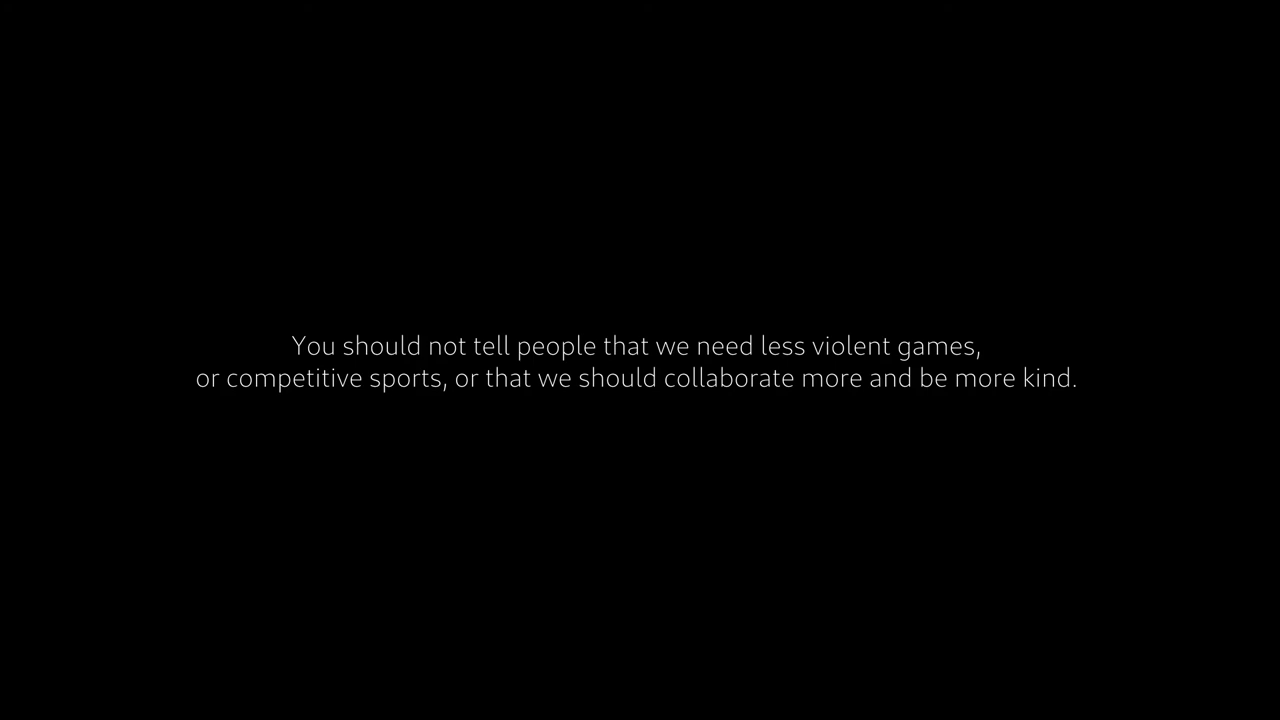 You should not tell people that we need less violent games,
or competitive sports, or that we should collaborate more and be more kind.